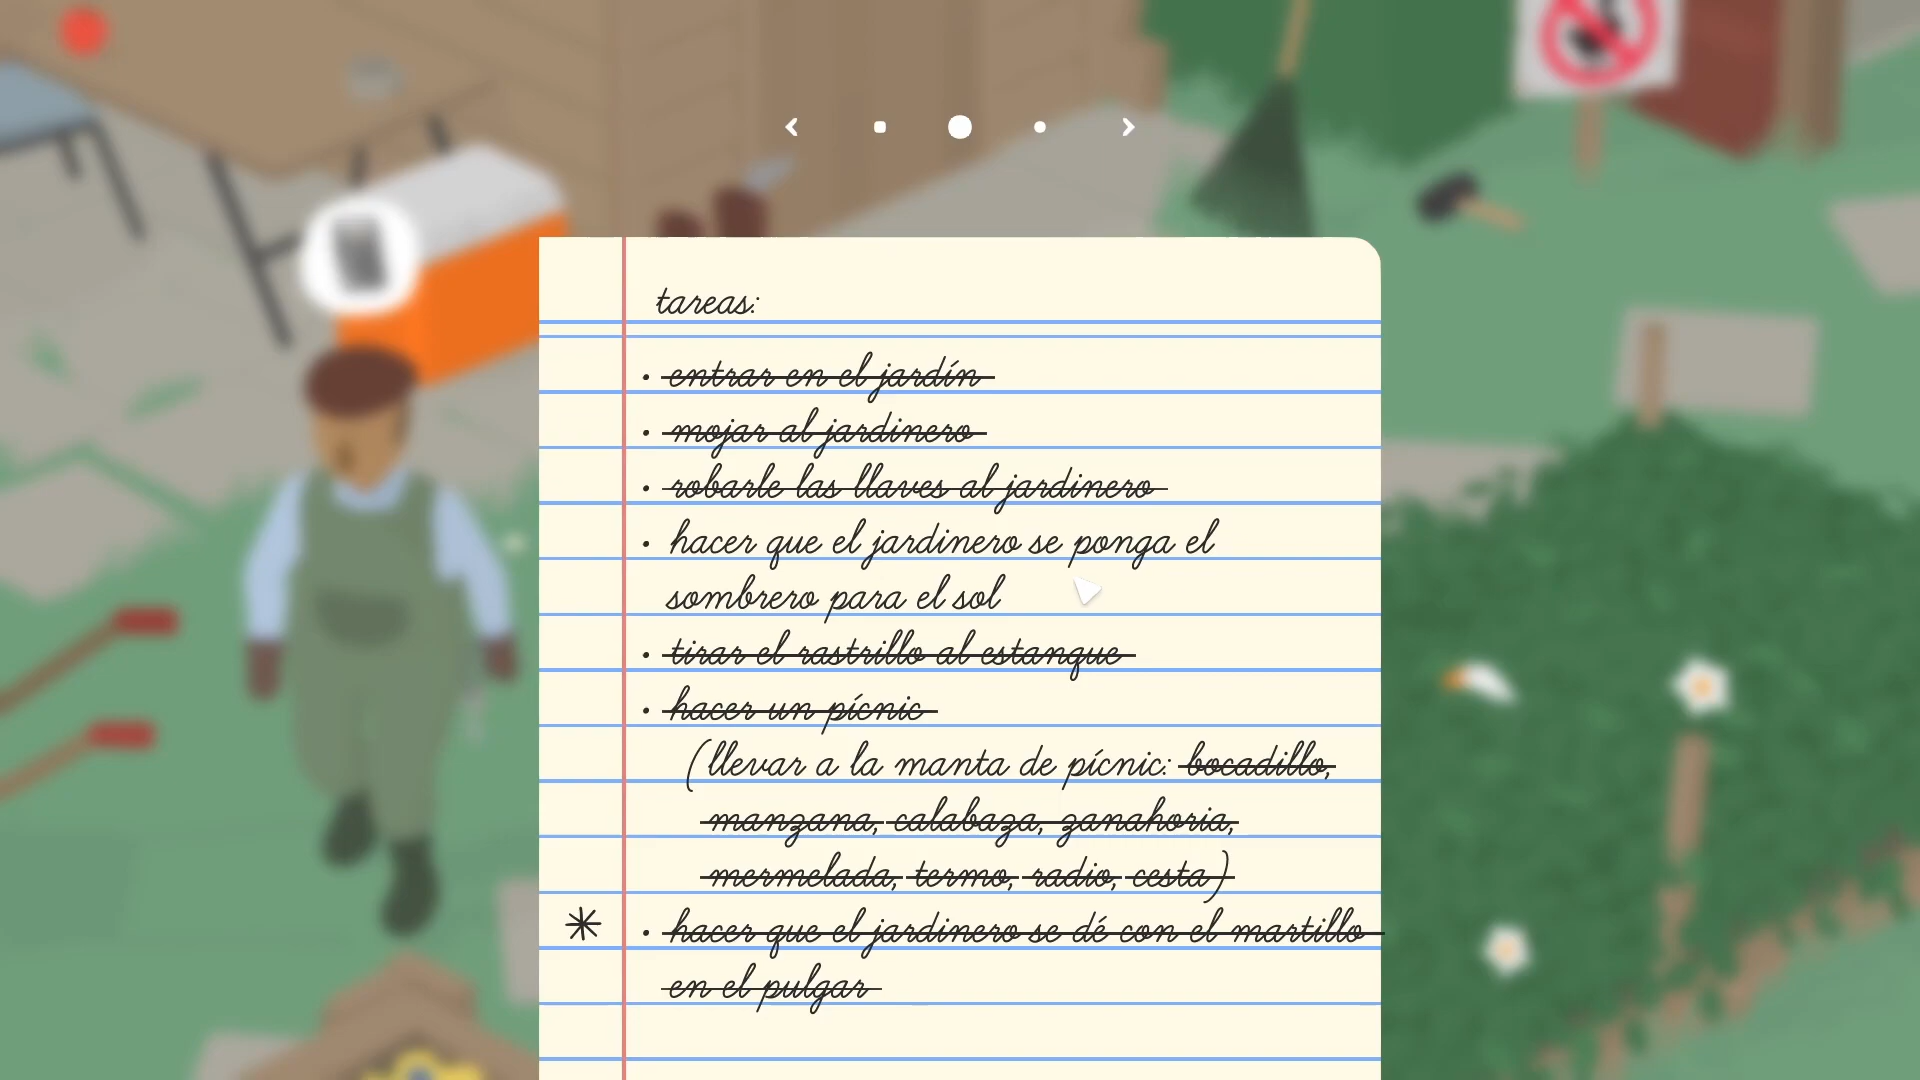 tareas:
• entrar en el jardín
• mojar al jardinero
• robarle las llaves al jardinero
• hacer que el jardinero se ponga el
sombrero para el sol
• tirar el rastrillo al estanque
• hacer un pícnic
(llevar a la manta de pícnic: bocadillo,
manzana, calabaza, zanahoria,
mermelada, termo, radio, cesta)
* • hacer que el jardinero se dé con el martillo
en el pulgar